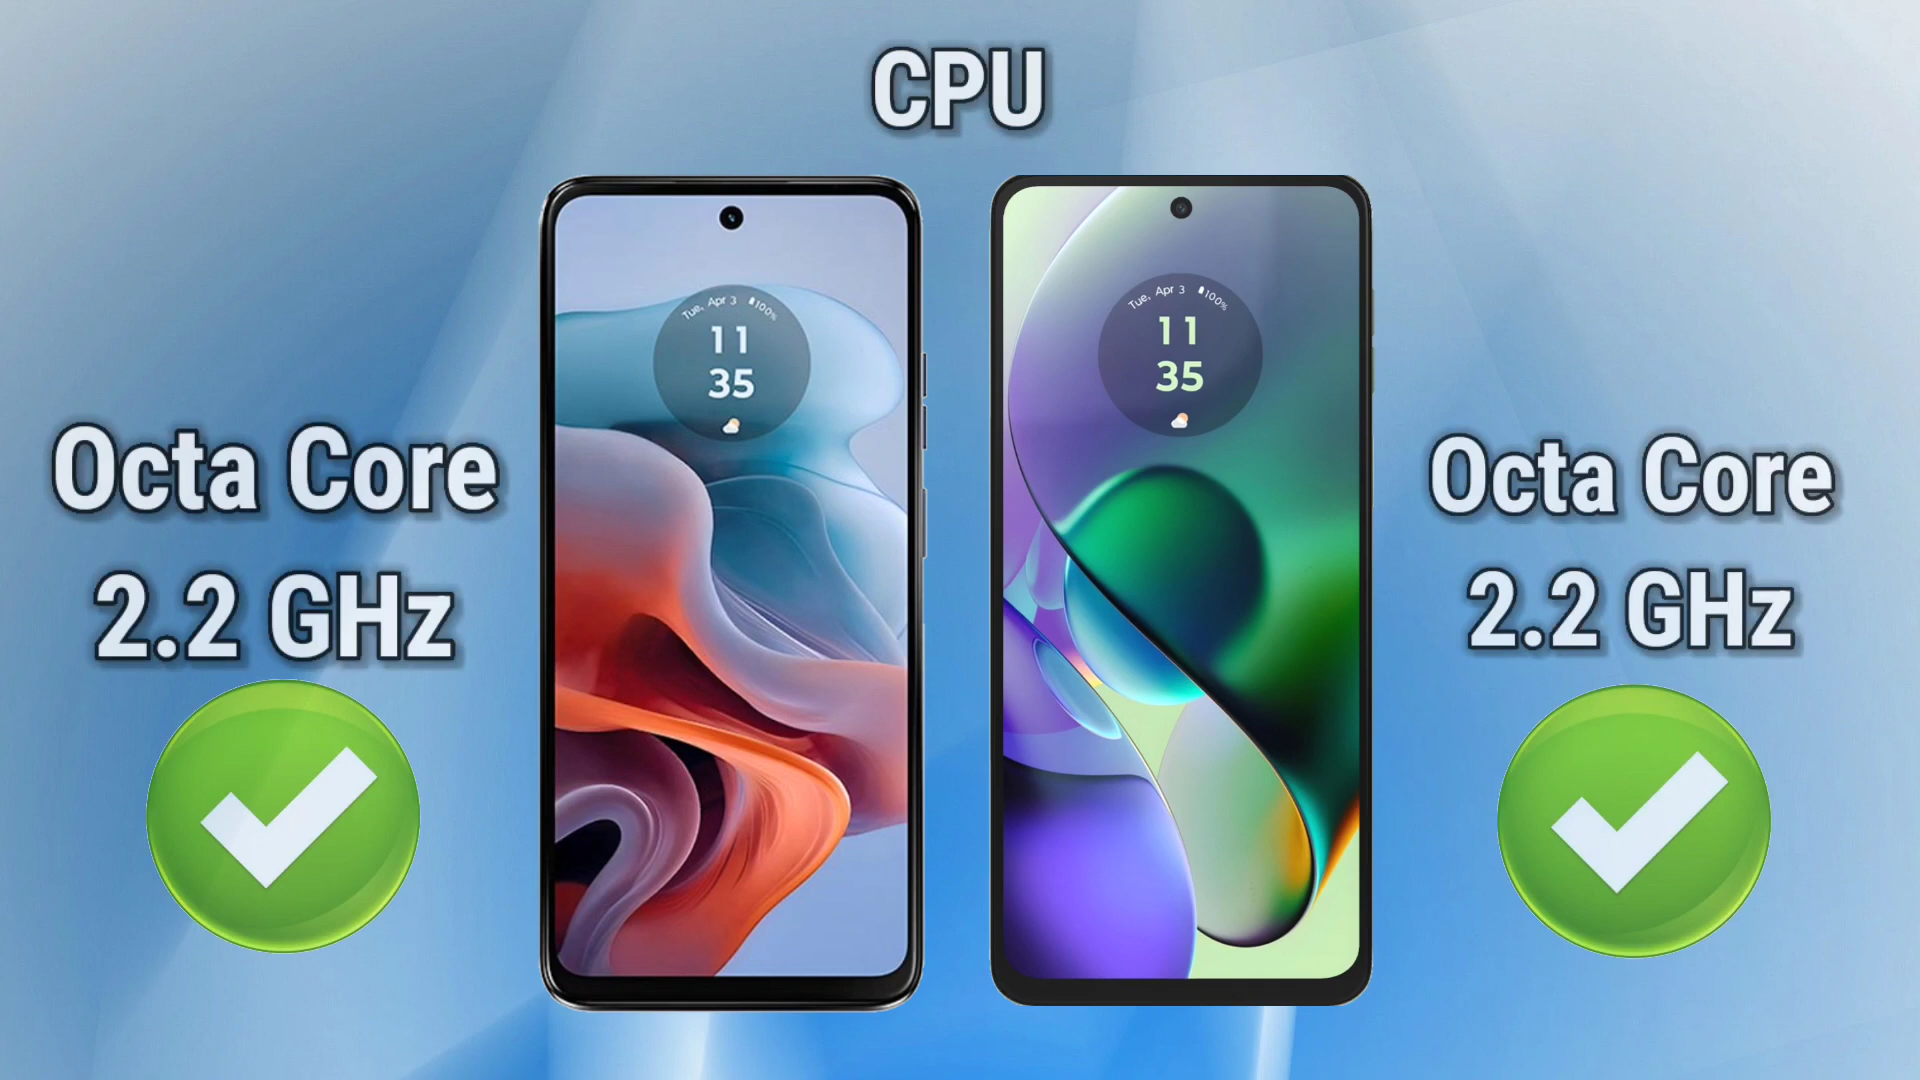 CPU
Octa Core
2.2 GHz
Tue, Apr 3 100%
11
35
Tue, Apr 3 100%
11
35
Octa Core
2.2 GHz